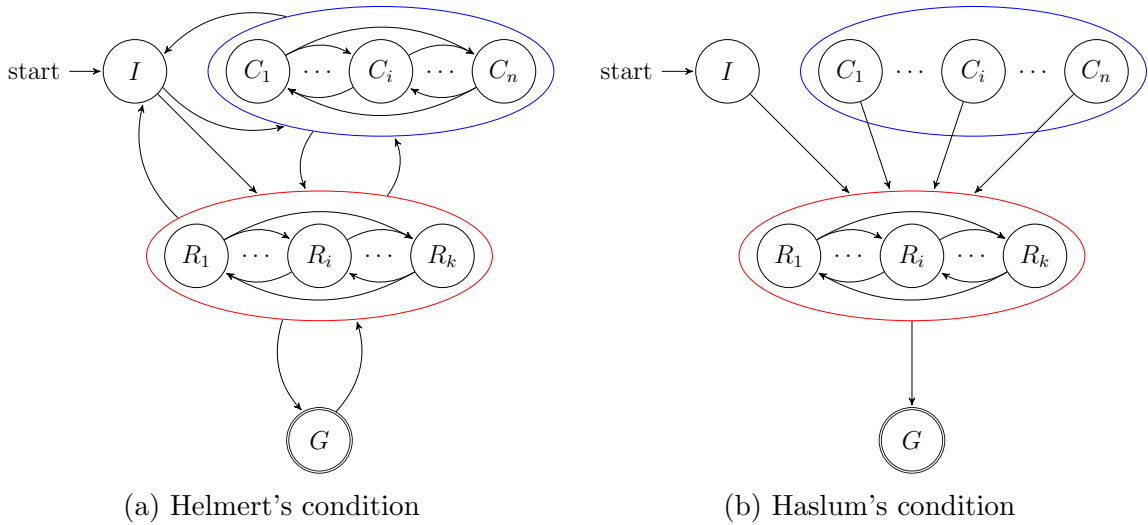 start I C₁ ··· Cᵢ ··· Cₙ start I C₁ ··· Cᵢ ··· Cₙ
R₁ ··· Rᵢ ··· Rₖ R₁ ··· Rᵢ ··· Rₖ
G G
(a) Helmert's condition (b) Haslum's condition